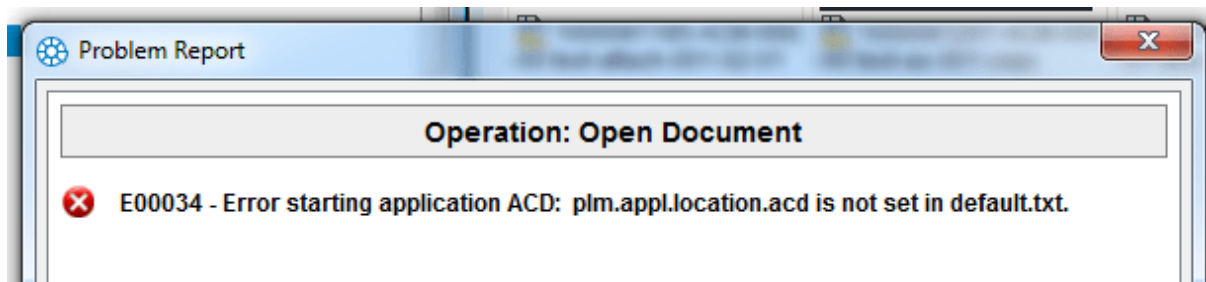 Problem Report
Operation: Open Document
E00034 - Error starting application ACD: plm.appl.location.acd is not set in default.txt.